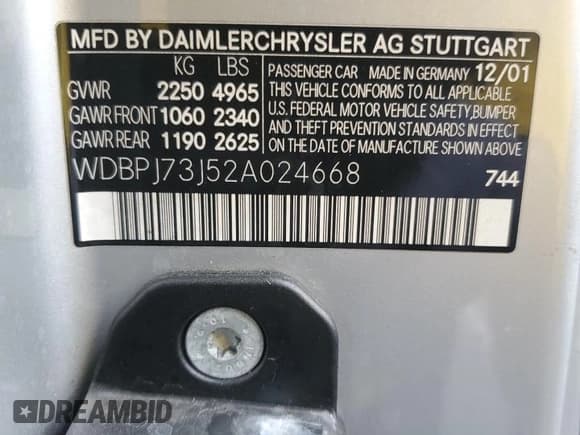 MFD BY DAIMLERCHRYSLER AG STUTTGART
KG LBS
GVWR 2250 4965
GAWR FRONT 1060 2340
GAWR REAR 1190 2625
PASSENGER CAR MADE IN GERMANY 12/01
THIS VEHICLE CONFORMS TO ALL APPLICABLE
U.S. FEDERAL MOTOR VEHICLE SAFETY, BUMPER
AND THEFT PREVENTION STANDARDS IN EFFECT
ON THE DATE OF MANUFACTURE SHOWN ABOVE
WDBPJ73J52A024668
744
DREAMBID